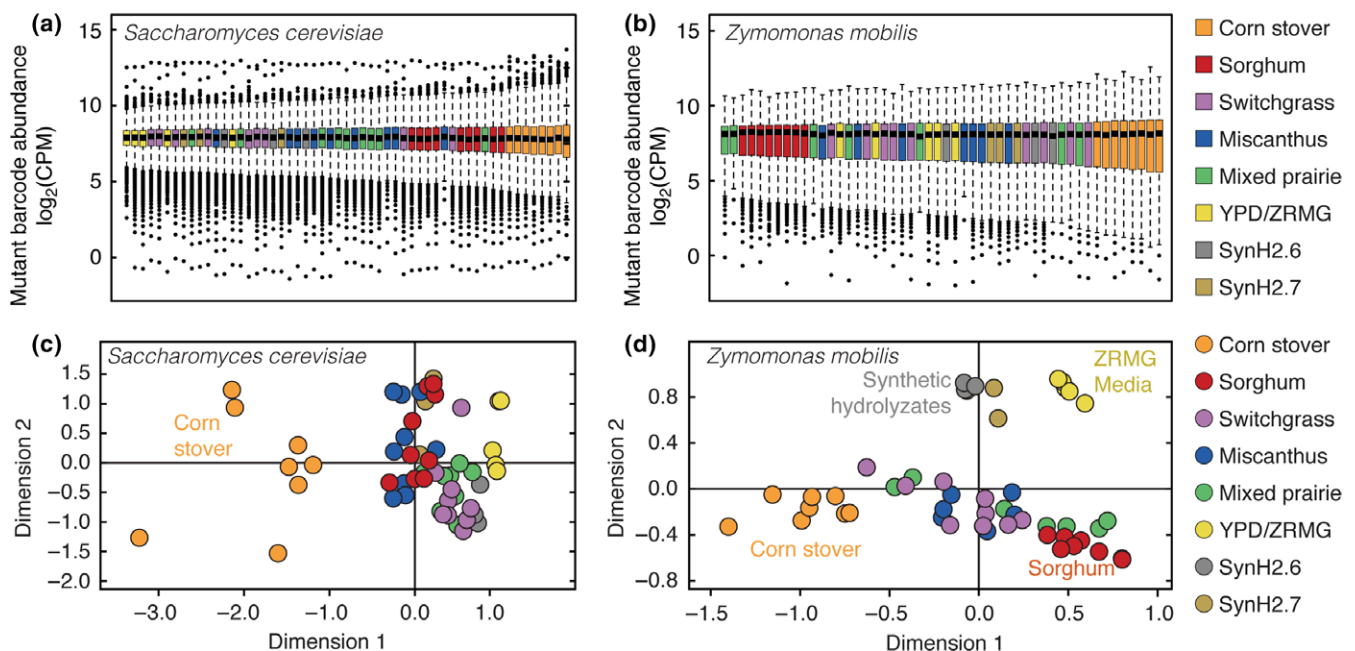 (a)
Saccharomyces cerevisiae
Mutant barcode abundance
log2(CPM)
15
10
5
0
(b)
Zymomonas mobilis
Mutant barcode abundance
log2(CPM)
15
10
5
0
Corn stover
Sorghum
Switchgrass
Miscanthus
Mixed prairie
YPD/ZRMG
SynH2.6
SynH2.7
(c)
Saccharomyces cerevisiae
Corn
stover
Dimension 2
1.5
1.0
0.5
0.0
−0.5
−1.0
−1.5
−2.0
−3.0
−2.0
−1.0
0.0
1.0
Dimension 1
(d)
Zymomonas mobilis
Synthetic
hydrolyzates
ZRMG
Media
Corn stover
Sorghum
Dimension 2
0.8
0.4
0.0
−0.4
−0.8
−1.5
−1.0
−0.5
0.0
0.5
1.0
Dimension 1
Corn stover
Sorghum
Switchgrass
Miscanthus
Mixed prairie
YPD/ZRMG
SynH2.6
SynH2.7